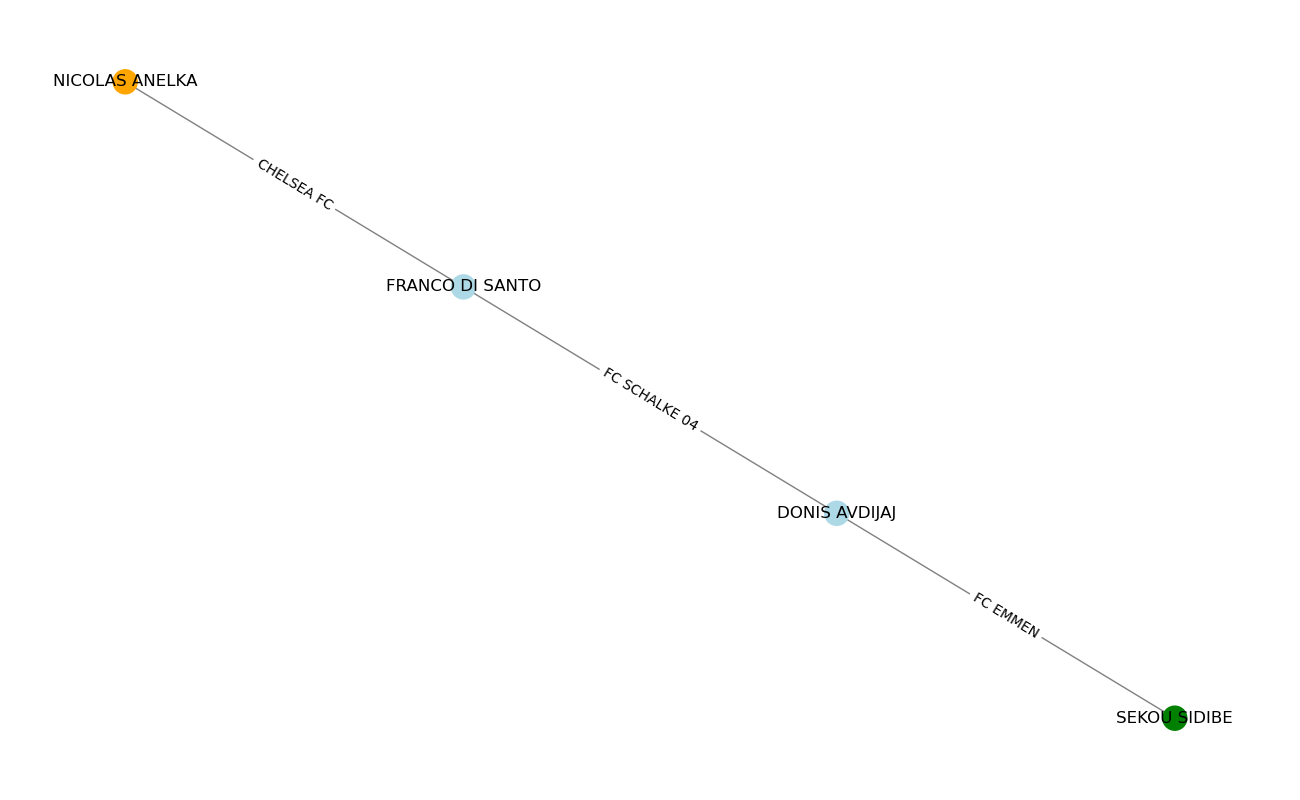 NICOLAS ANELKA
CHELSEA FC
FRANCO DI SANTO
FC SCHALKE 04
DONIS AVDIJAJ
FC EMMEN
SEKOU SIDIBE